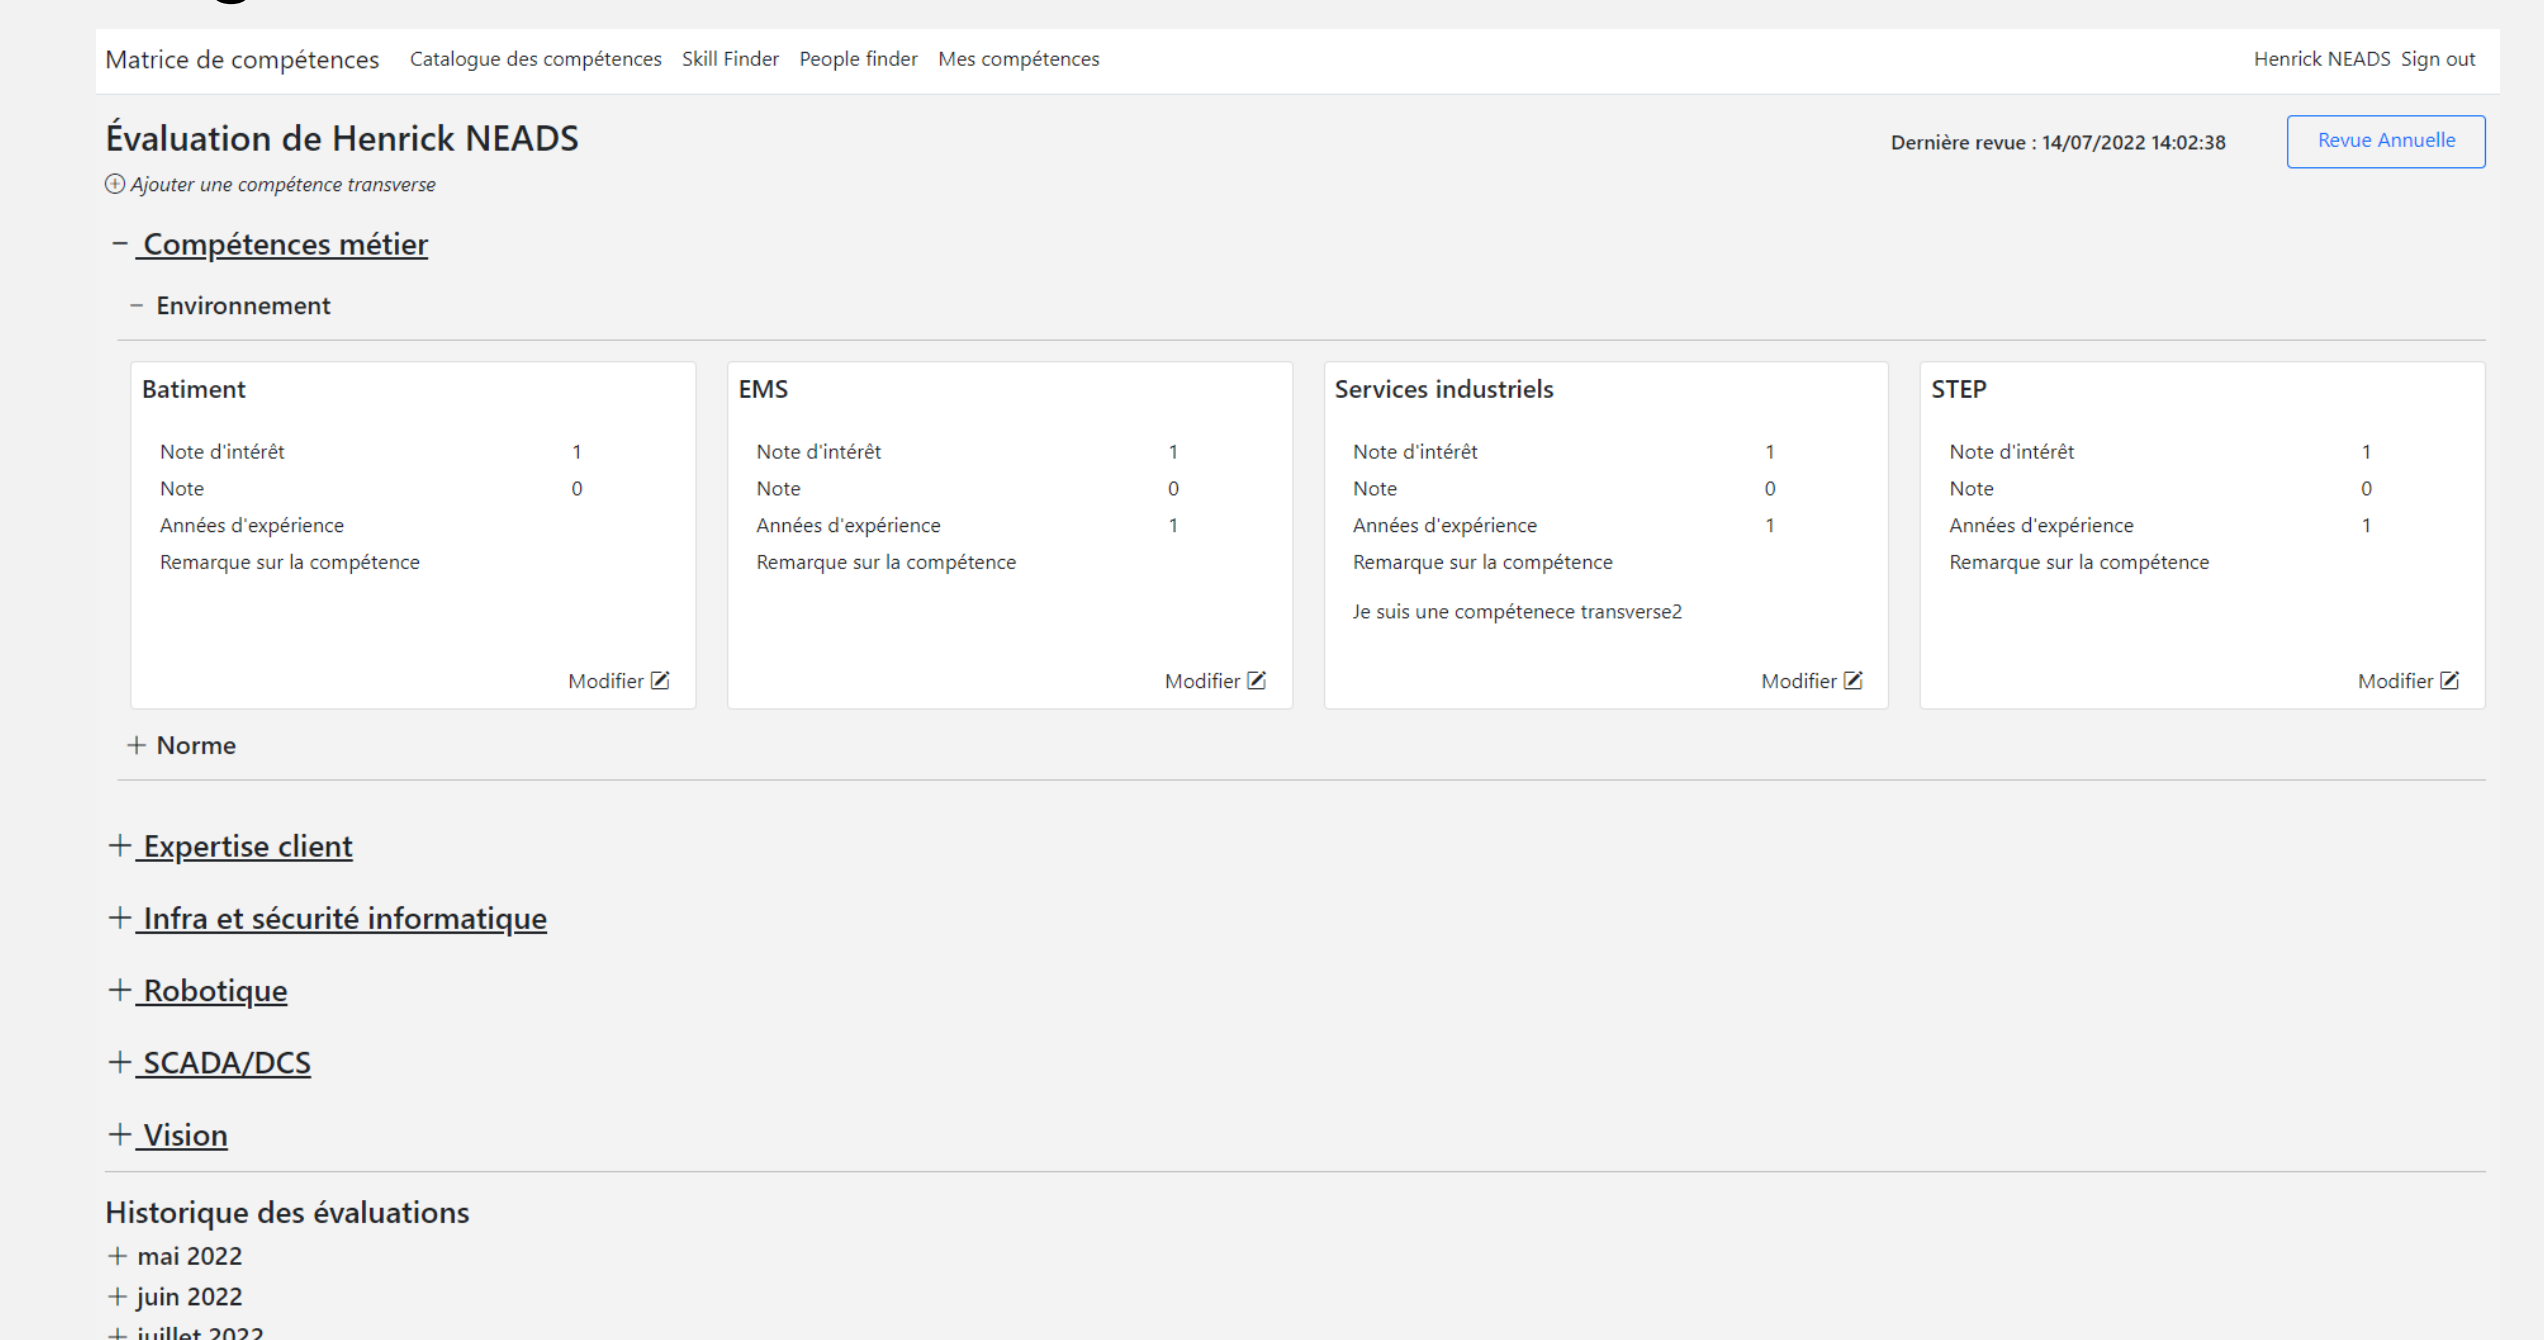 Matrice de compétences Catalogue des compétences Skill Finder People finder Mes compétences Henrick NEADS Sign out
Évaluation de Henrick NEADS Dernière revue : 14/07/2022 14:02:38 Revue Annuelle
Ajouter une compétence transverse
− Compétences métier
− Environnement
Batiment
Note d'intérêt 1
Note 0
Années d'expérience
Remarque sur la compétence
Modifier
EMS
Note d'intérêt 1
Note 0
Années d'expérience 1
Remarque sur la compétence
Modifier
Services industriels
Note d'intérêt 1
Note 0
Années d'expérience 1
Remarque sur la compétence
Je suis une compétenece transverse2
Modifier
STEP
Note d'intérêt 1
Note 0
Années d'expérience 1
Remarque sur la compétence
Modifier
+ Norme
+ Expertise client
+ Infra et sécurité informatique
+ Robotique
+ SCADA/DCS
+ Vision
Historique des évaluations
+ mai 2022
+ juin 2022
+ juillet 2022